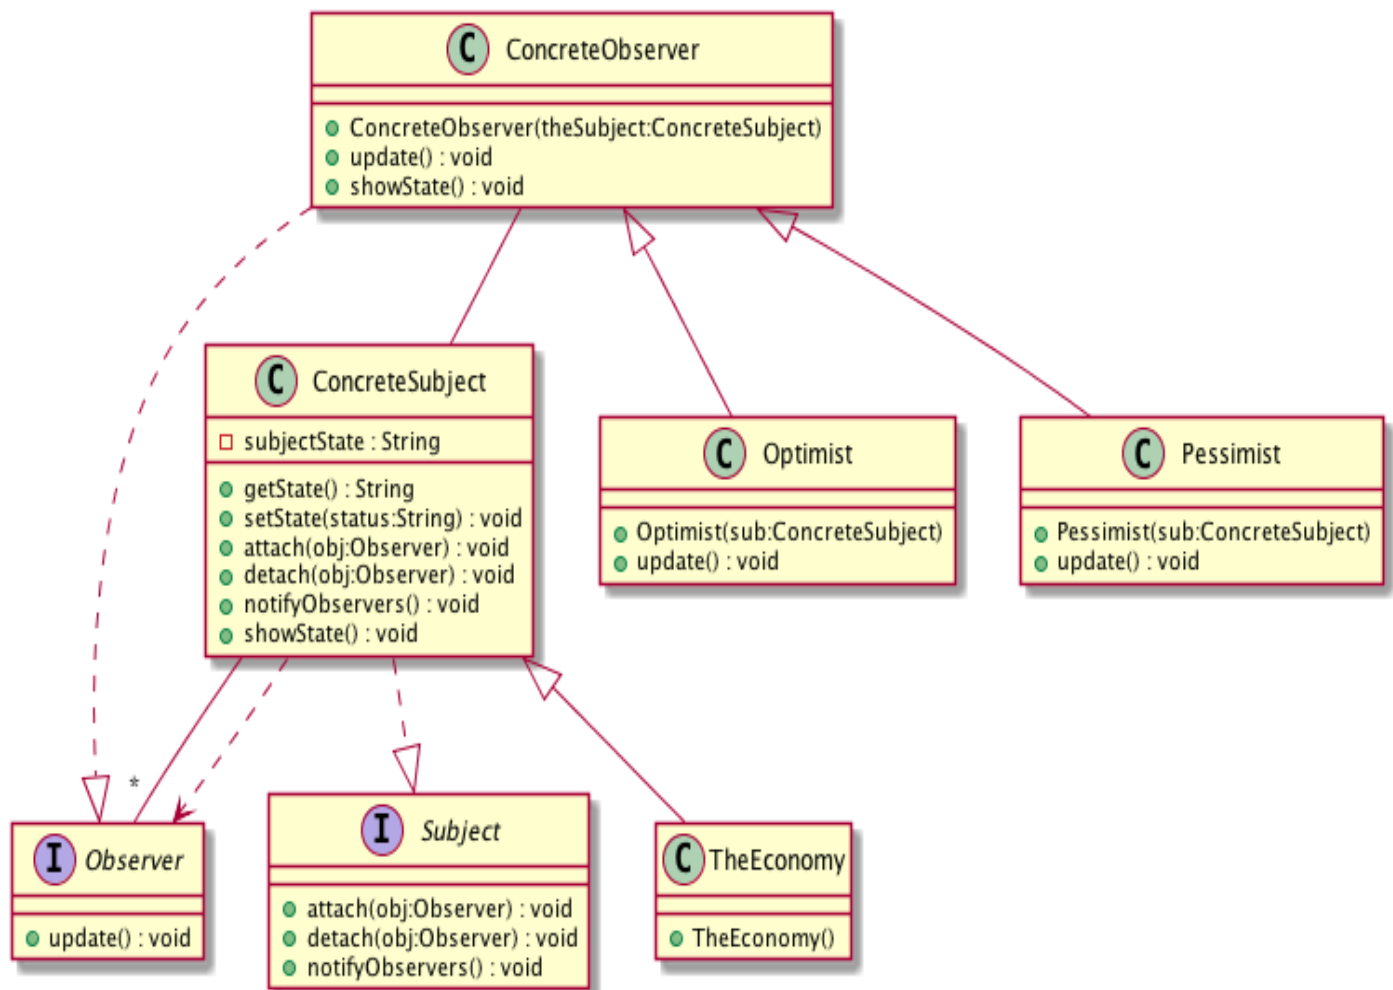 C ConcreteObserver
ConcreteObserver(theSubject:ConcreteSubject)
update() : void
showState() : void
C ConcreteSubject
subjectState : String
getState() : String
setState(status:String) : void
attach(obj:Observer) : void
detach(obj:Observer) : void
notifyObservers() : void
showState() : void
C Optimist
Optimist(sub:ConcreteSubject)
update() : void
C Pessimist
Pessimist(sub:ConcreteSubject)
update() : void
*
I Observer
update() : void
I Subject
attach(obj:Observer) : void
detach(obj:Observer) : void
notifyObservers() : void
C TheEconomy
TheEconomy()